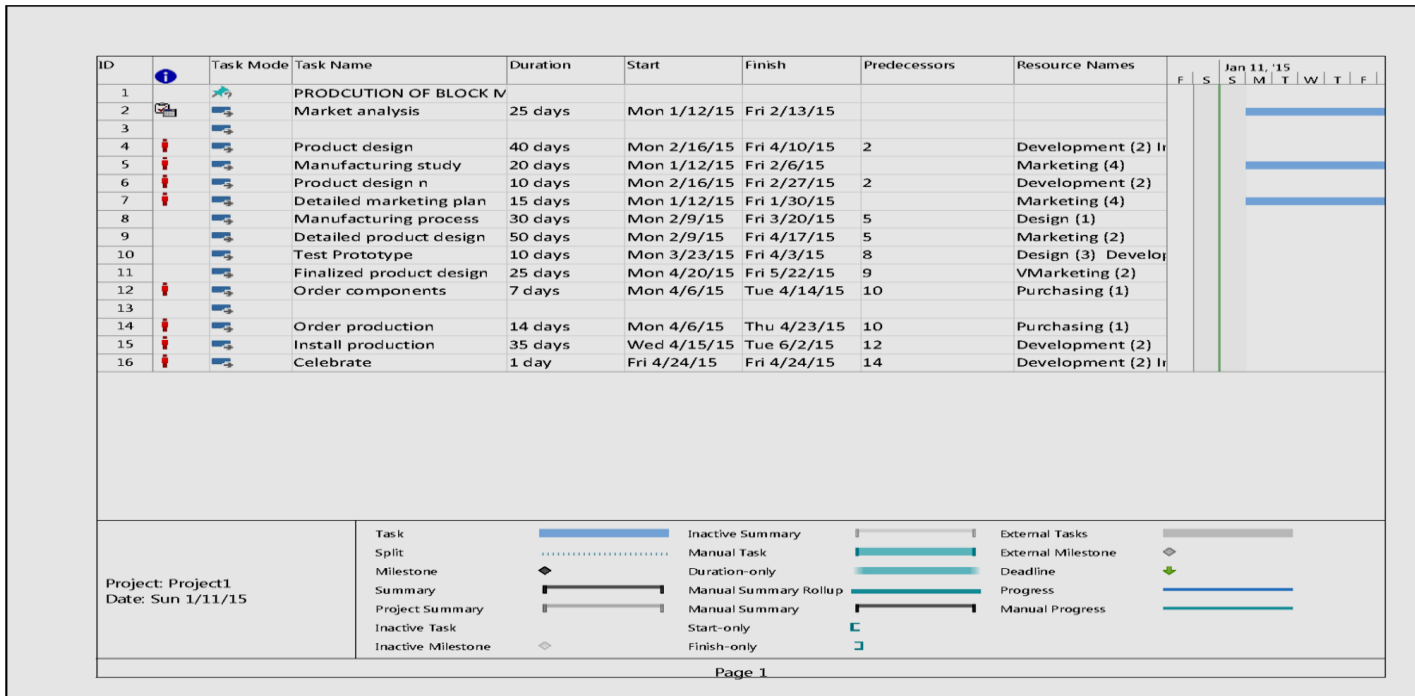 ID Task Mode Task Name Duration Start Finish Predecessors Resource Names Jan 11, '15
F S S M T W T F
1 PRODCUTION OF BLOCK M
2 Market analysis 25 days Mon 1/12/15 Fri 2/13/15
3
4 Product design 40 days Mon 2/16/15 Fri 4/10/15 2 Development (2) Ir
5 Manufacturing study 20 days Mon 1/12/15 Fri 2/6/15 Marketing (4)
6 Product design n 10 days Mon 2/16/15 Fri 2/27/15 2 Development (2)
7 Detailed marketing plan 15 days Mon 1/12/15 Fri 1/30/15 Marketing (4)
8 Manufacturing process 30 days Mon 2/9/15 Fri 3/20/15 5 Design (1)
9 Detailed product design 50 days Mon 2/9/15 Fri 4/17/15 5 Marketing (2)
10 Test Prototype 10 days Mon 3/23/15 Fri 4/3/15 8 Design (3) Develop
11 Finalized product design 25 days Mon 4/20/15 Fri 5/22/15 9 VMarketing (2)
12 Order components 7 days Mon 4/6/15 Tue 4/14/15 10 Purchasing (1)
13
14 Order production 14 days Mon 4/6/15 Thu 4/23/15 10 Purchasing (1)
15 Install production 35 days Wed 4/15/15 Tue 6/2/15 12 Development (2)
16 Celebrate 1 day Fri 4/24/15 Fri 4/24/15 14 Development (2) Ir
Project: Project1
Date: Sun 1/11/15
Task Inactive Summary External Tasks
Split Manual Task External Milestone
Milestone Duration-only Deadline
Summary Manual Summary Rollup Progress
Project Summary Manual Summary Manual Progress
Inactive Task Start-only
Inactive Milestone Finish-only
Page 1